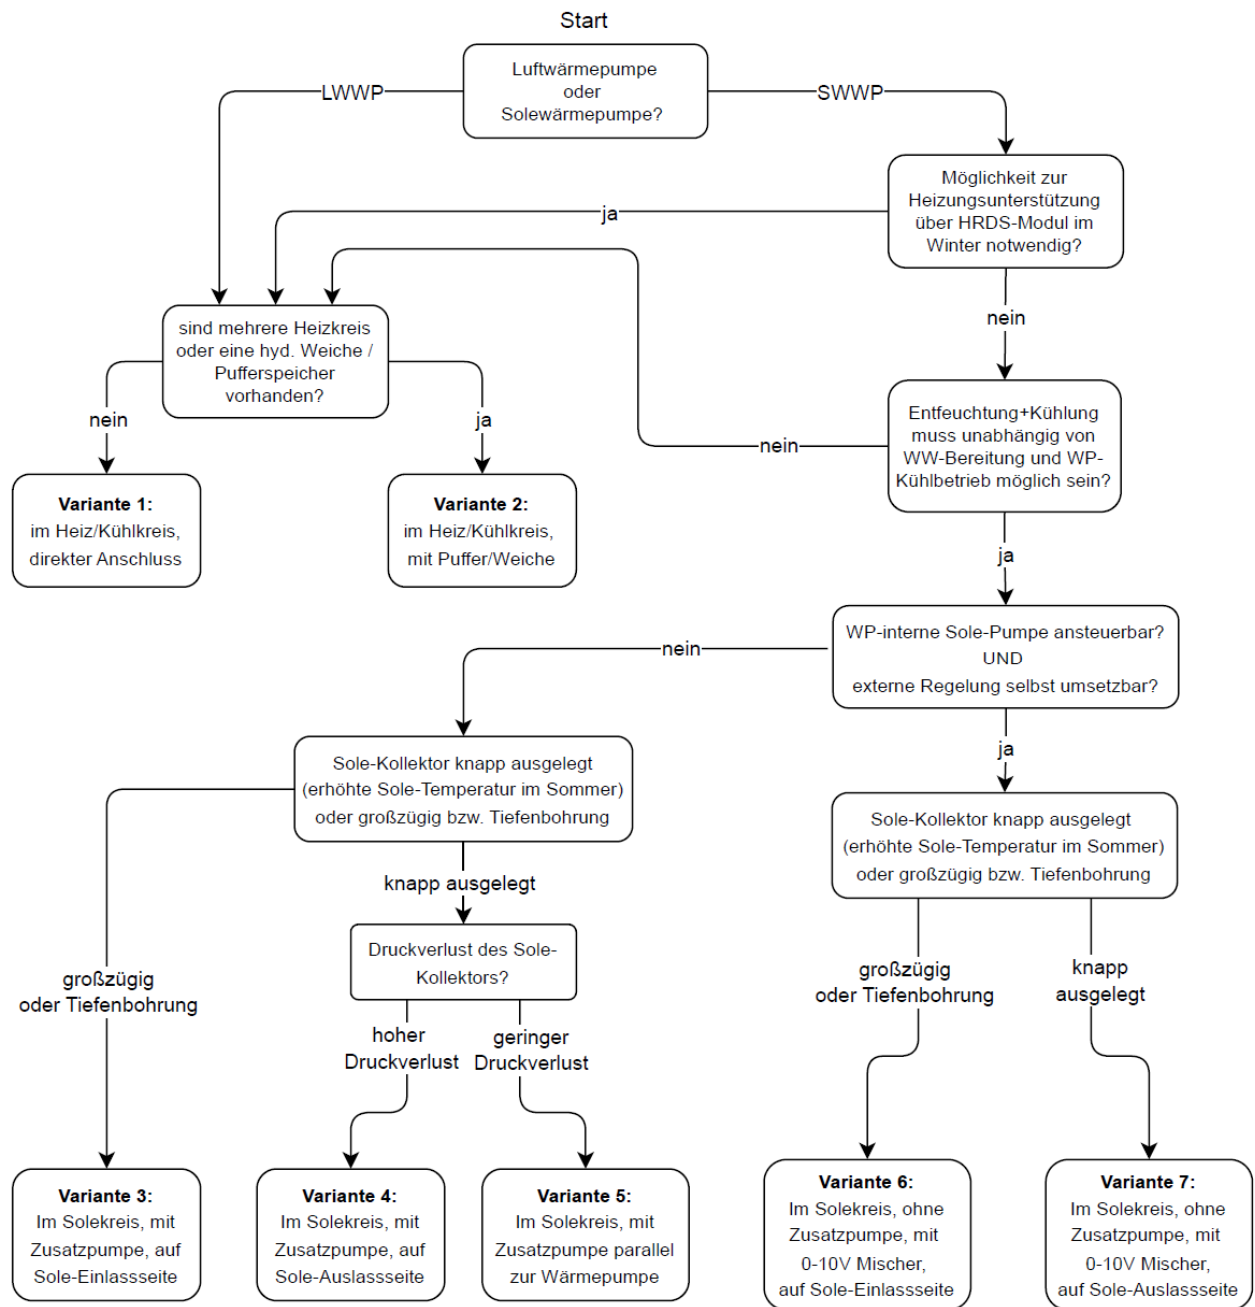 Start
Luftwärmepumpe
oder
Solewärmepumpe?
LWWP
SWWP
Möglichkeit zur
Heizungsunterstützung
über HRDS-Modul im
Winter notwendig?
ja
nein
sind mehrere Heizkreis
oder eine hyd. Weiche /
Pufferspeicher
vorhanden?
nein
ja
nein
Entfeuchtung+Kühlung
muss unabhängig von
WW-Bereitung und WP-
Kühlbetrieb möglich sein?
Variante 1:
im Heiz/Kühlkreis,
direkter Anschluss
Variante 2:
im Heiz/Kühlkreis,
mit Puffer/Weiche
ja
WP-interne Sole-Pumpe ansteuerbar?
UND
externe Regelung selbst umsetzbar?
nein
ja
Sole-Kollektor knapp ausgelegt
(erhöhte Sole-Temperatur im Sommer)
oder großzügig bzw. Tiefenbohrung
Sole-Kollektor knapp ausgelegt
(erhöhte Sole-Temperatur im Sommer)
oder großzügig bzw. Tiefenbohrung
knapp ausgelegt
Druckverlust des Sole-
Kollektors?
großzügig
oder Tiefenbohrung
hoher
Druckverlust
geringer
Druckverlust
großzügig
oder Tiefenbohrung
knapp
ausgelegt
Variante 3:
Im Solekreis, mit
Zusatzpumpe, auf
Sole-Einlassseite
Variante 4:
Im Solekreis, mit
Zusatzpumpe, auf
Sole-Auslassseite
Variante 5:
Im Solekreis, mit
Zusatzpumpe parallel
zur Wärmepumpe
Variante 6:
Im Solekreis, ohne
Zusatzpumpe, mit
0-10V Mischer,
auf Sole-Einlassseite
Variante 7:
Im Solekreis, ohne
Zusatzpumpe, mit
0-10V Mischer,
auf Sole-Auslassseite